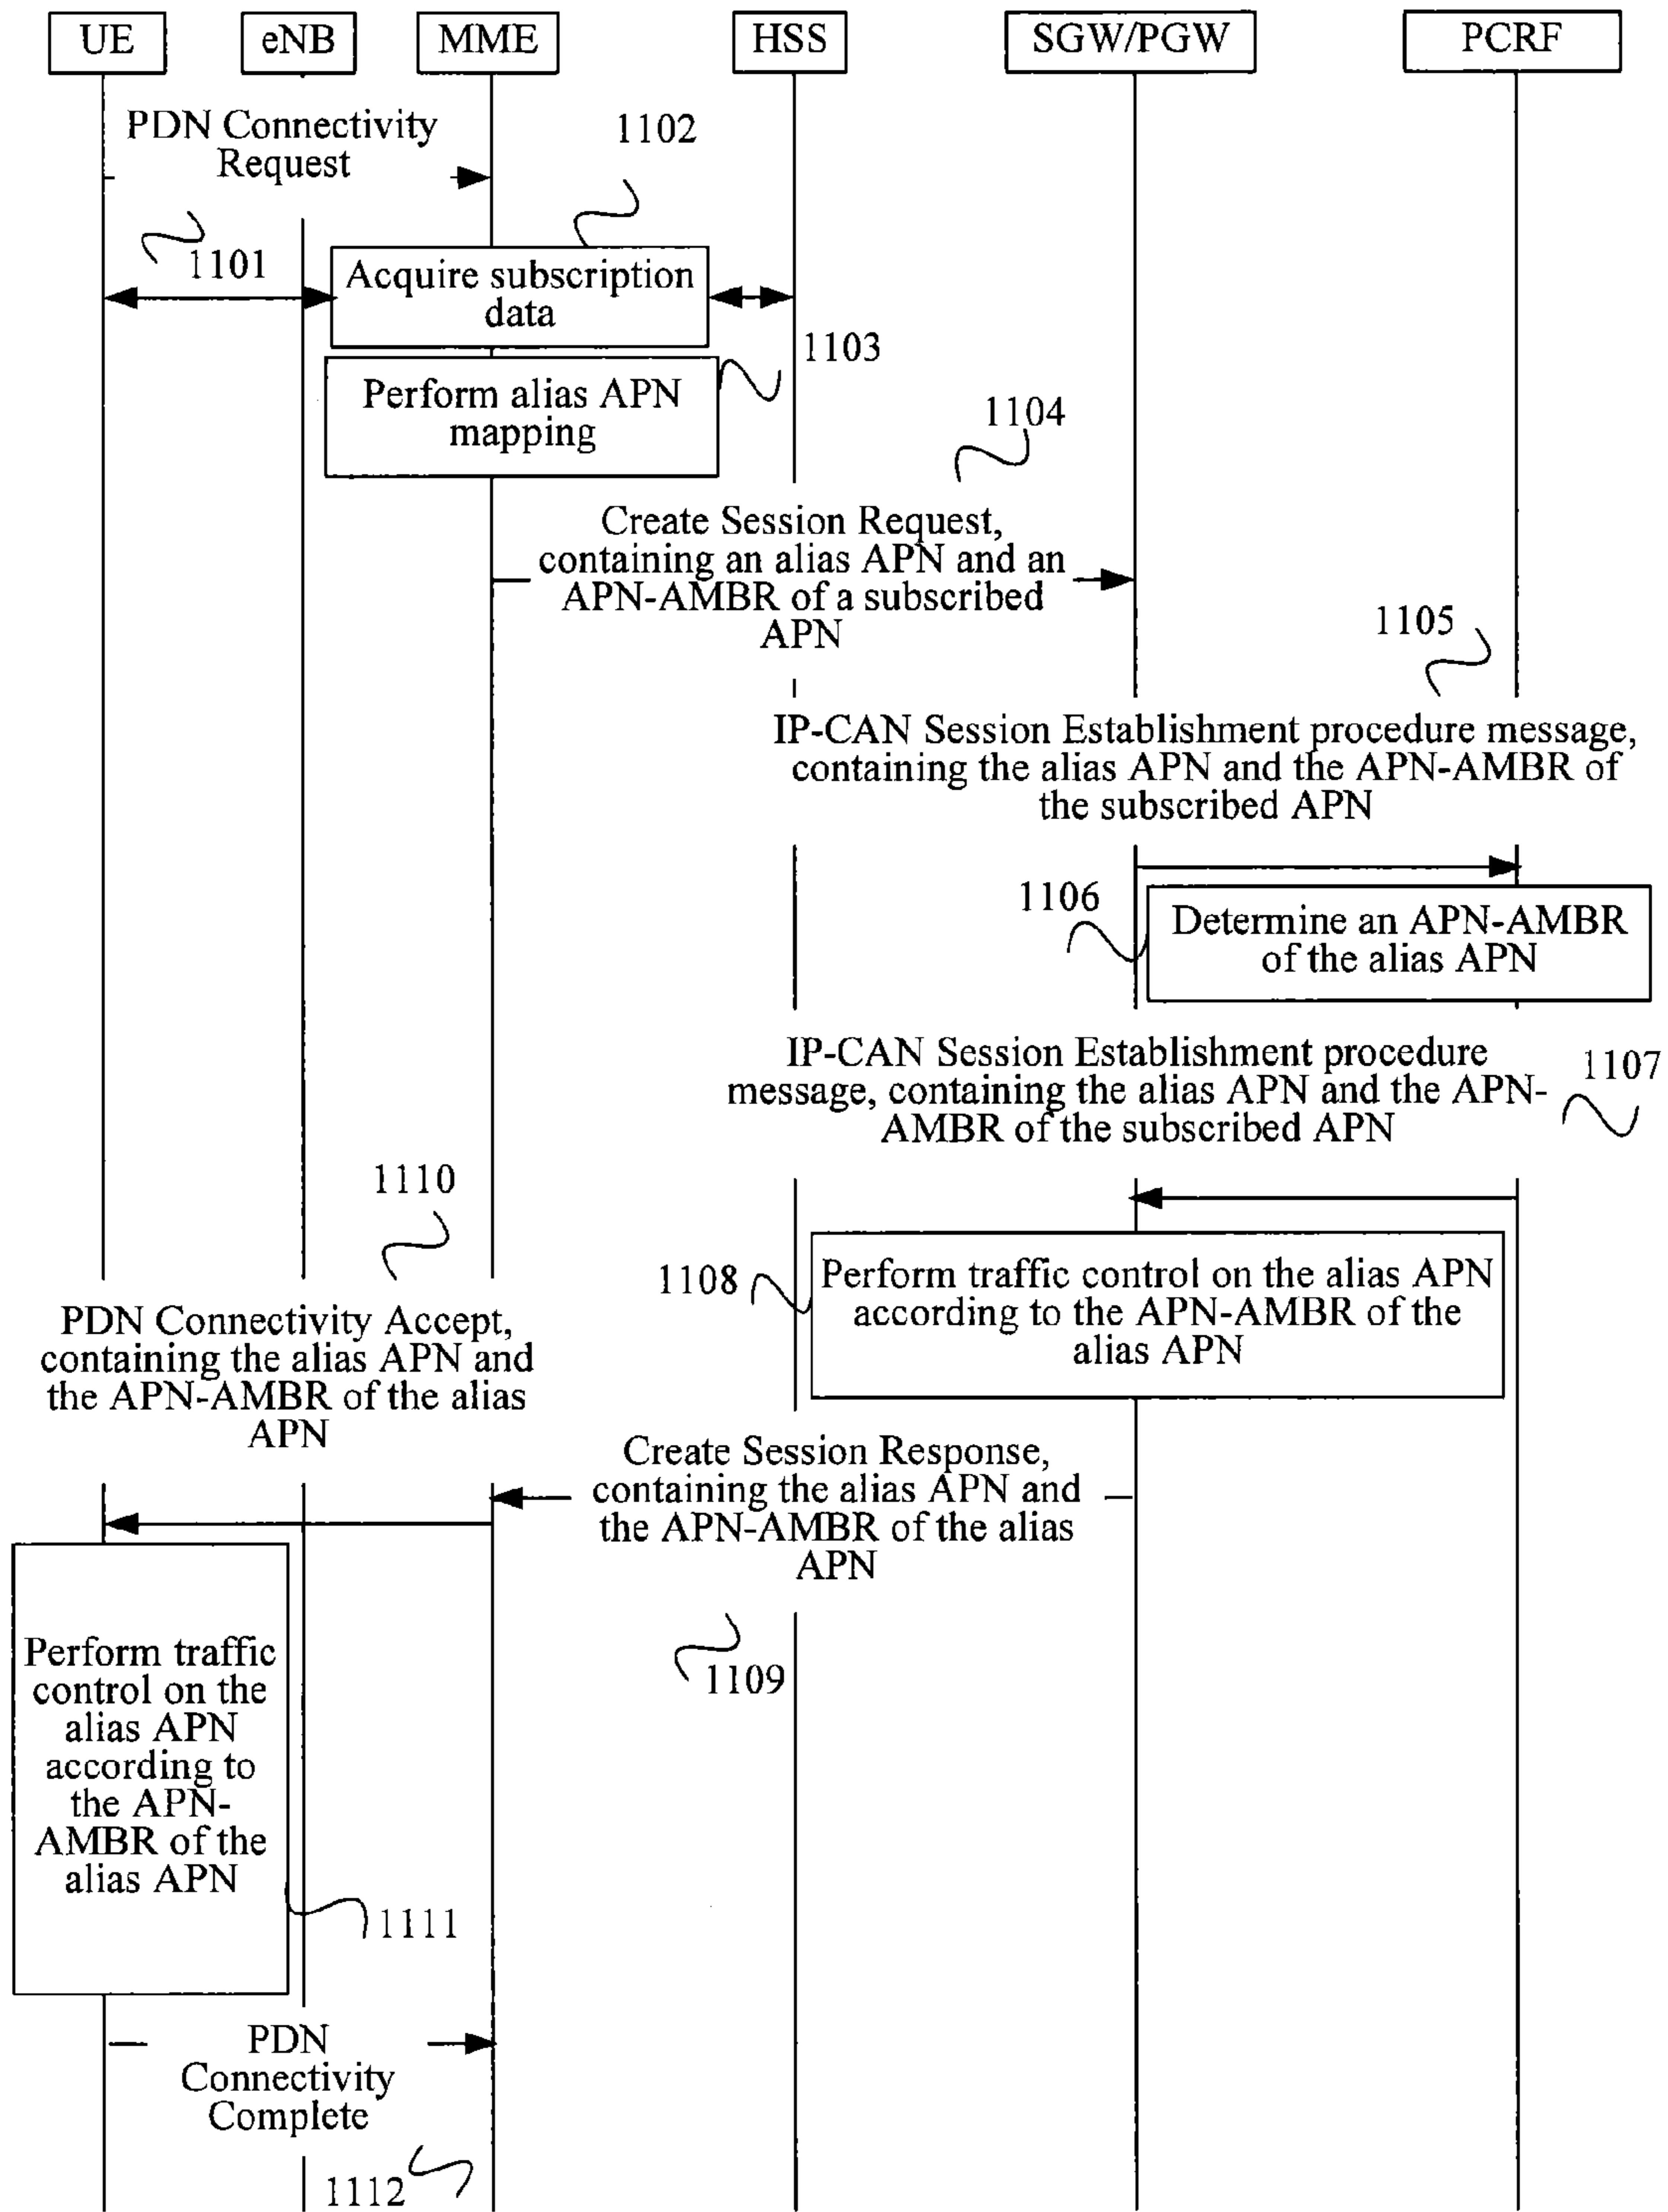 UE
eNB
MME
HSS
SGW/PGW
PCRF
PDN Connectivity
Request
1102
1101
Acquire subscription
data
1103
Perform alias APN
mapping
1104
Create Session Request,
containing an alias APN and an
APN-AMBR of a subscribed
APN
1105
IP-CAN Session Establishment procedure message,
containing the alias APN and the APN-AMBR of
the subscribed APN
1106
Determine an APN-AMBR
of the alias APN
IP-CAN Session Establishment procedure
message, containing the alias APN and the APN-
AMBR of the subscribed APN
1107
1110
1108
Perform traffic control on the alias APN
according to the APN-AMBR of the
alias APN
PDN Connectivity Accept,
containing the alias APN and
the APN-AMBR of the alias
APN
Create Session Response,
containing the alias APN and
the APN-AMBR of the alias
APN
1109
Perform traffic
control on the
alias APN
according to
the APN-
AMBR of the
alias APN
1111
PDN
Connectivity
Complete
1112